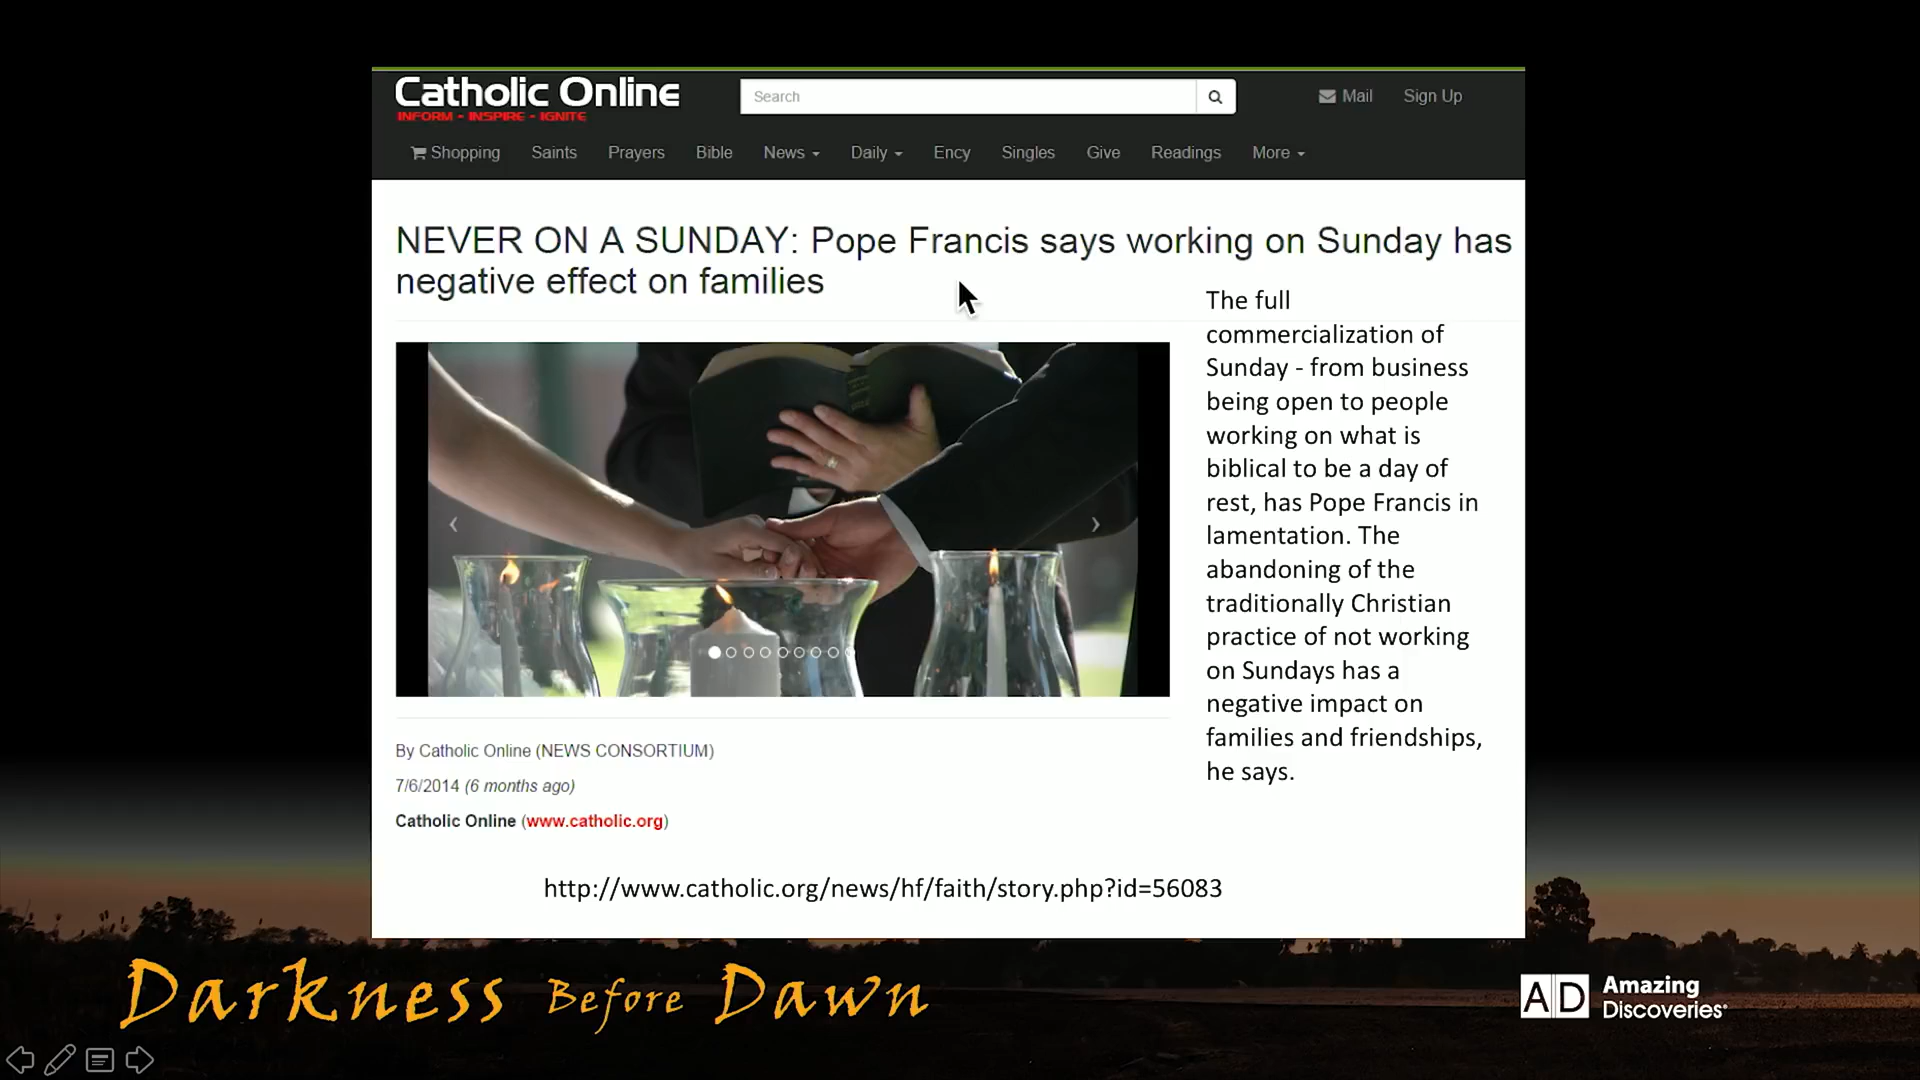 Catholic Online
INFORM - INSPIRE - IGNITE
Search
Mail
Sign Up
Shopping
Saints
Prayers
Bible
News
Daily
Ency
Singles
Give
Readings
More
NEVER ON A SUNDAY: Pope Francis says working on Sunday has
negative effect on families
The full
commercialization of
Sunday - from business
being open to people
working on what is
biblical to be a day of
rest, has Pope Francis in
lamentation. The
abandoning of the
traditionally Christian
practice of not working
on Sundays has a
negative impact on
families and friendships,
he says.
By Catholic Online (NEWS CONSORTIUM)
7/6/2014 (6 months ago)
Catholic Online (www.catholic.org)
http://www.catholic.org/news/hf/faith/story.php?id=56083
Darkness Before Dawn
AD
Amazing
Discoveries